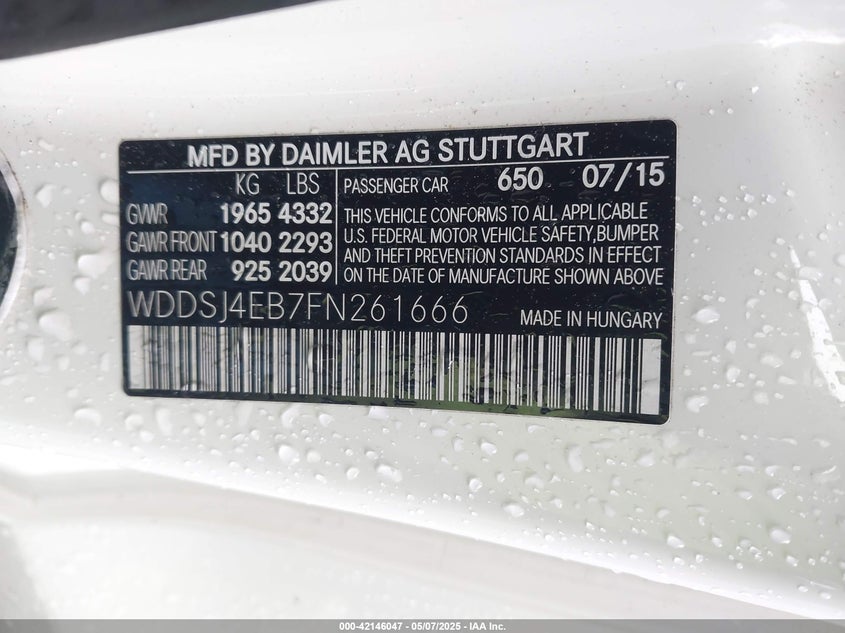 MFD BY DAIMLER AG STUTTGART
KG LBS
GVWR 1965 4332
GAWR FRONT 1040 2293
GAWR REAR 925 2039
PASSENGER CAR 650 07/15
THIS VEHICLE CONFORMS TO ALL APPLICABLE
U.S. FEDERAL MOTOR VEHICLE SAFETY,BUMPER
AND THEFT PREVENTION STANDARDS IN EFFECT
ON THE DATE OF MANUFACTURING SHOWN ABOVE
WDDSJ4EB7FN261666
MADE IN HUNGARY
000-42146047 - 05/07/2025 - IAA Inc.